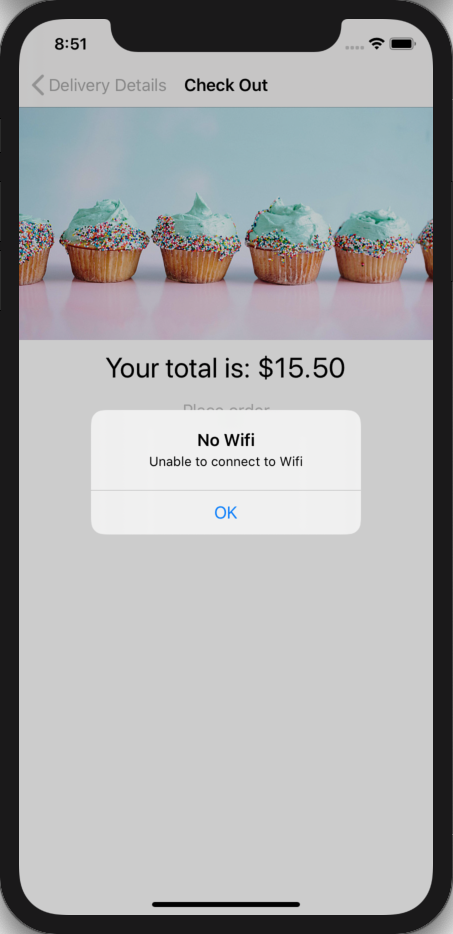 8:51
Delivery Details Check Out
Your total is: $15.50
Place order
No Wifi
Unable to connect to Wifi
OK